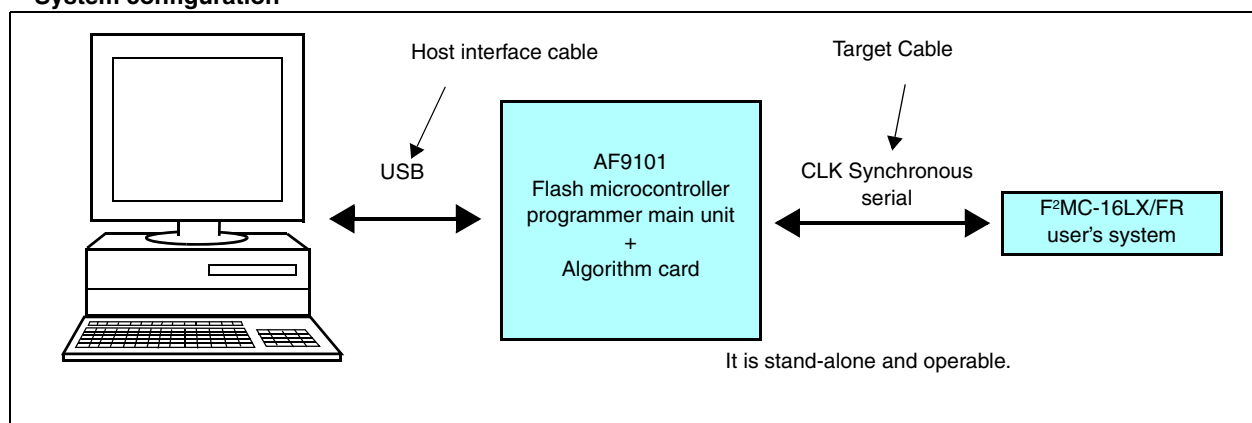 System configuration
Host interface cable
Target Cable
USB
AF9101
Flash microcontroller
programmer main unit
+
Algorithm card
CLK Synchronous
serial
F²MC-16LX/FR
user's system
It is stand-alone and operable.